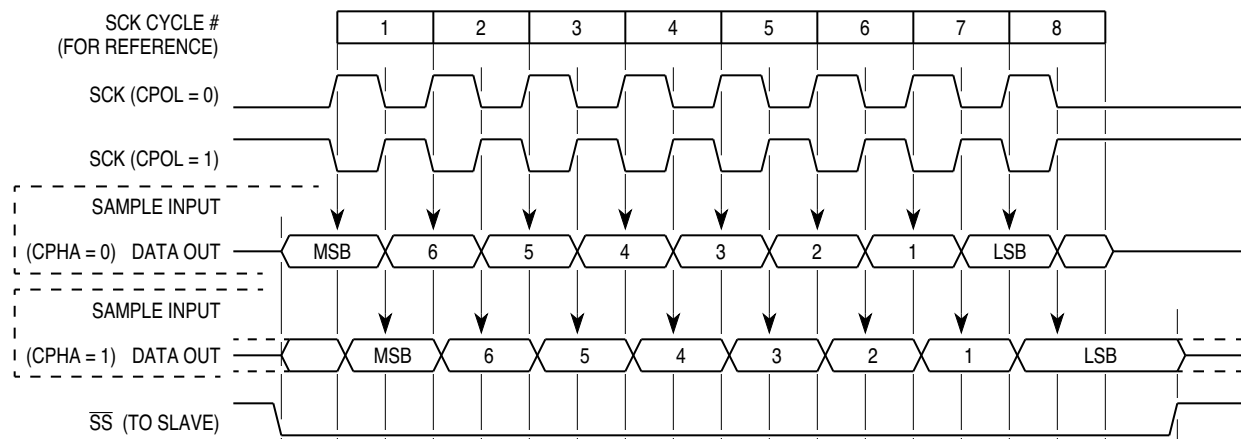 SCK CYCLE #
(FOR REFERENCE)
1 2 3 4 5 6 7 8
SCK (CPOL = 0)
SCK (CPOL = 1)
SAMPLE INPUT
(CPHA = 0) DATA OUT
MSB 6 5 4 3 2 1 LSB
SAMPLE INPUT
(CPHA = 1) DATA OUT
MSB 6 5 4 3 2 1 LSB
SS (TO SLAVE)